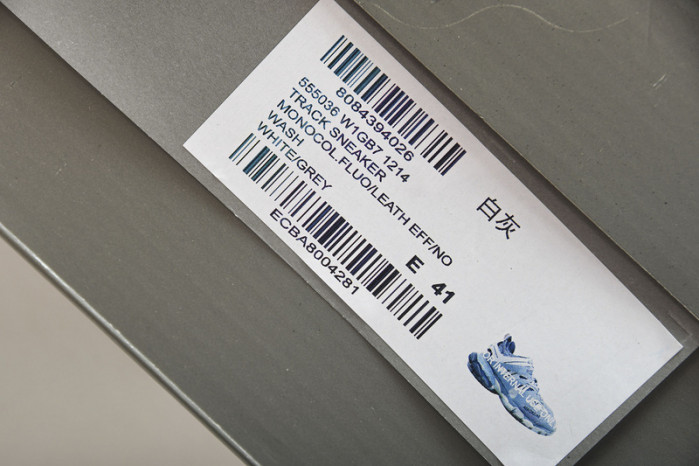 8084394026
555036 W1GB7 1214
TRACK SNEAKER
MONOCOL.FLUO/LEATH EFF/NO
WASH
WHITE/GREY
白灰
E 41
ECBA8004281